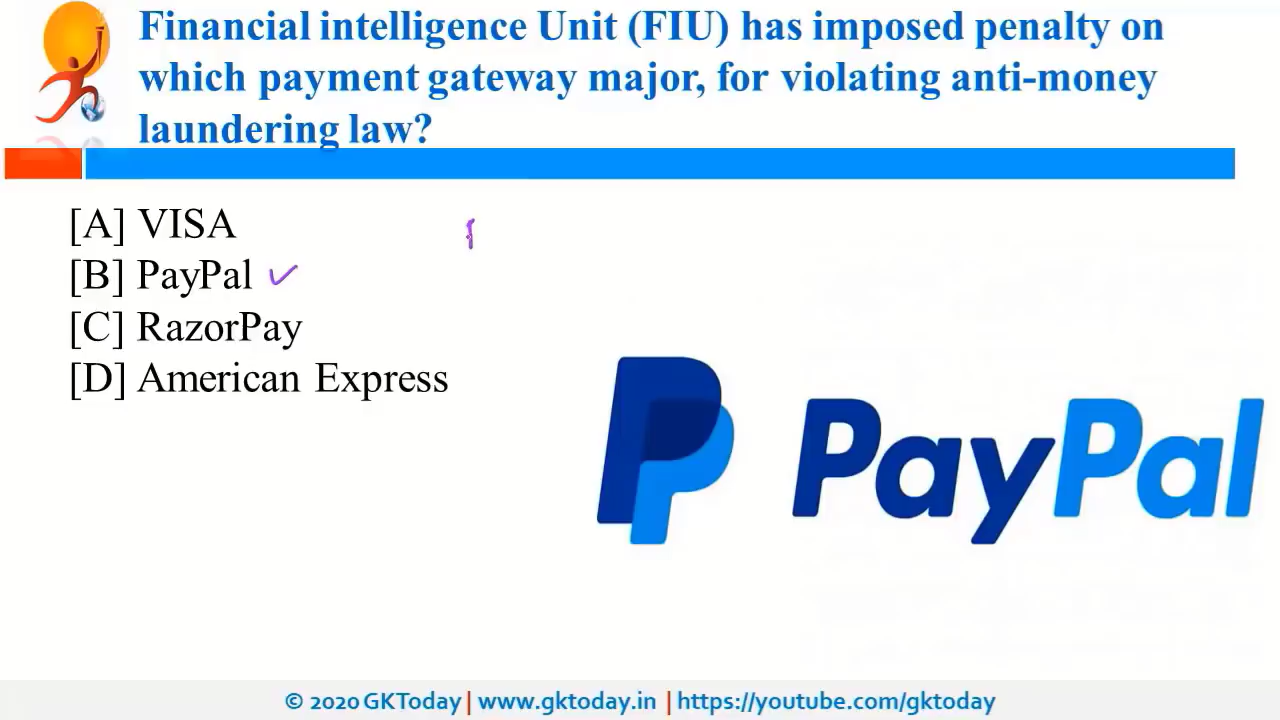 Financial intelligence Unit (FIU) has imposed penalty on
which payment gateway major, for violating anti-money
laundering law?
[A] VISA
[B] PayPal
[C] RazorPay
[D] American Express
PayPal
© 2020 GKToday | www.gktoday.in | https://youtube.com/gktoday